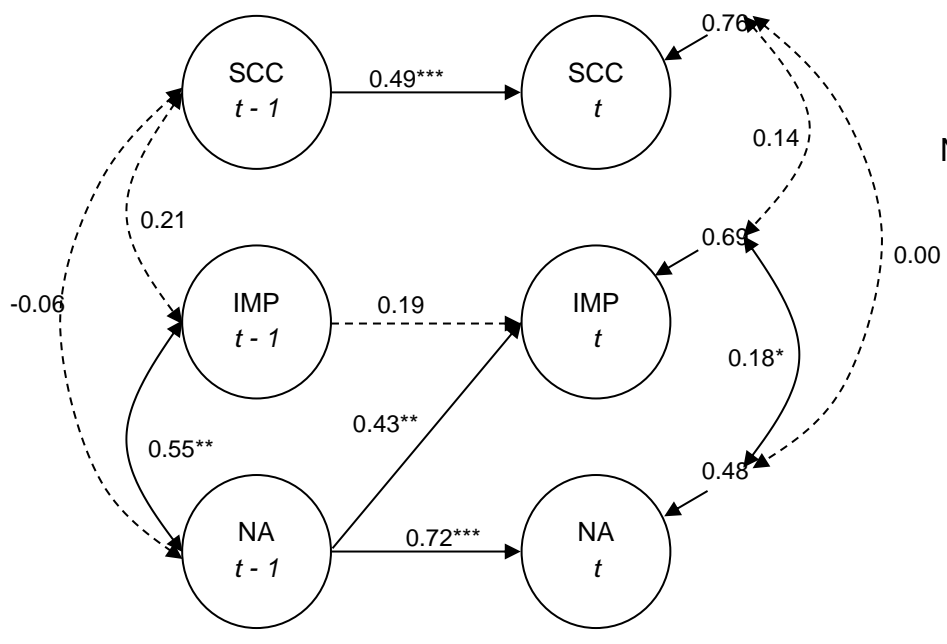 0.76
SCC
t - 1
0.49***
SCC
t
0.14
N
0.21
0.69
0.00
-0.06
IMP
t - 1
0.19
IMP
t
0.18*
0.43**
0.55**
0.48
NA
t - 1
0.72***
NA
t